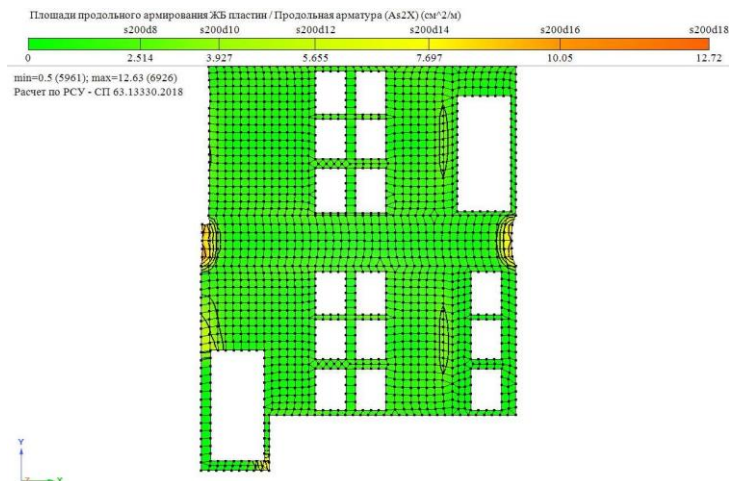 Площади продольного армирования ЖБ пластин / Продольная арматура (As2X) (см^2/м)
s200d8 s200d10 s200d12 s200d14 s200d16 s200d18
0 2.514 3.927 5.655 7.697 10.05 12.72
min=0.5 (5961); max=12.63 (6926)
Расчет по РСУ - СП 63.13330.2018
Y
X